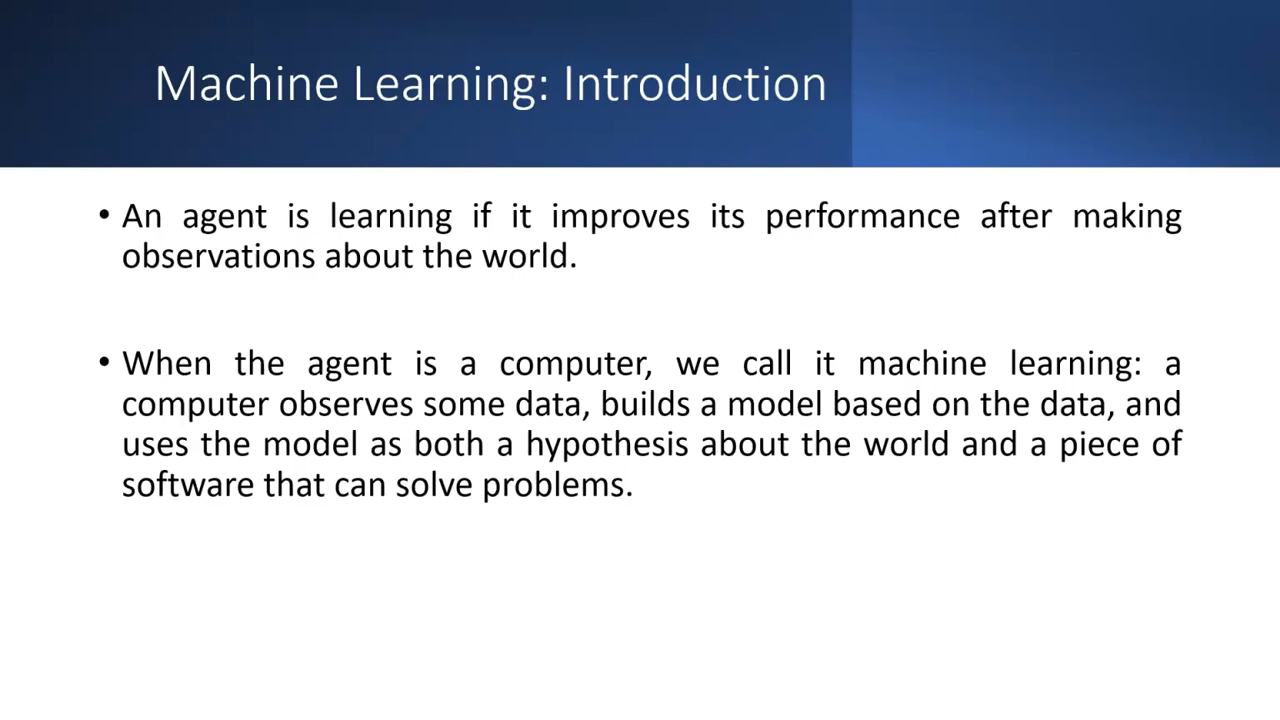 Machine Learning: Introduction
• An agent is learning if it improves its performance after making
observations about the world.
• When the agent is a computer, we call it machine learning: a
computer observes some data, builds a model based on the data, and
uses the model as both a hypothesis about the world and a piece of
software that can solve problems.